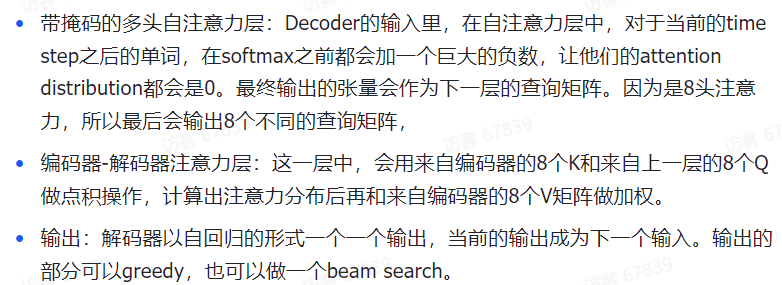 • 带掩码的多头自注意力层：Decoder的输入里，在自注意力层中，对于当前的time
step之后的单词，在softmax之前都会加一个巨大的负数，让他们的attention
distribution都会是0。最终输出的张量会作为下一层的查询矩阵。因为是8头注意
力，所以最后会输出8个不同的查询矩阵，
• 编码器-解码器注意力层：这一层中，会用来自编码器的8个K和来自上一层的8个Q
做点积操作，计算出注意力分布后再和来自编码器的8个V矩阵做加权。
• 输出：解码器以自回归的形式一个一个输出，当前的输出成为下一个输入。输出的
部分可以greedy，也可以做一个beam search。
访客 67839